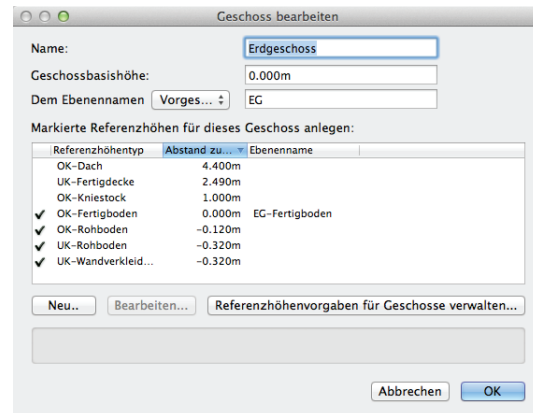 Geschoss bearbeiten
Name: Erdgeschoss
Geschossbasishöhe: 0.000m
Dem Ebenennamen Vorges... EG
Markierte Referenzhöhen für dieses Geschoss anlegen:
Referenzhöhentyp Abstand zu... Ebenenname
OK-Dach 4.400m
UK-Fertigdecke 2.490m
OK-Kniestock 1.000m
OK-Fertigboden 0.000m EG-Fertigboden
OK-Rohboden -0.120m
UK-Rohboden -0.320m
UK-Wandverkleid... -0.320m
Neu.. Bearbeiten... Referenzhöhenvorgaben für Geschosse verwalten...
Abbrechen OK